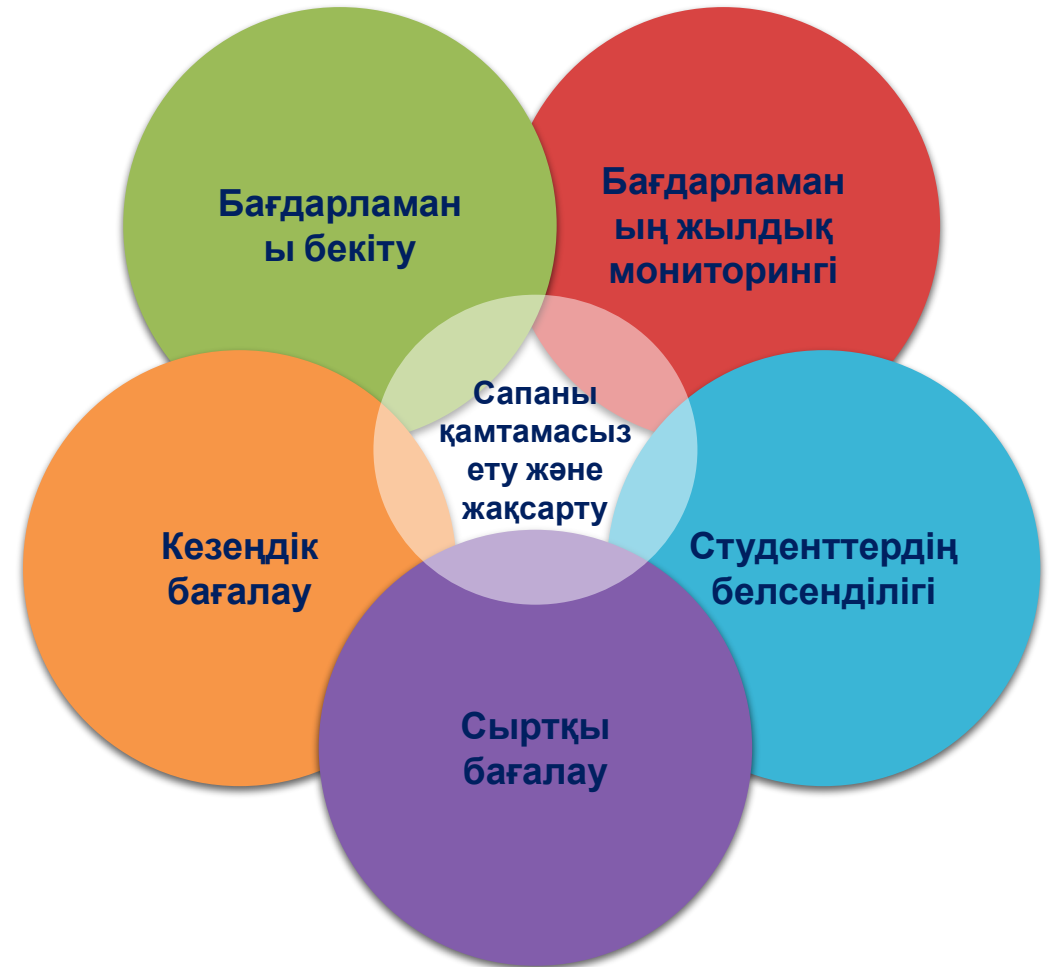 Бағдарламан
ы бекіту
Бағдарламан
ың жылдық
мониторингі
Сапаны
қамтамасыз
ету және
жақсарту
Кезеңдік
бағалау
Студенттердің
белсенділігі
Сыртқы
бағалау